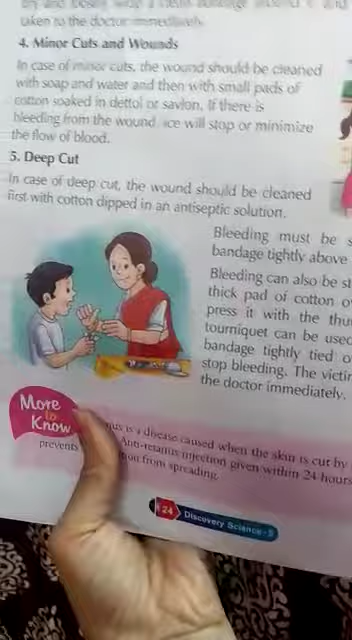 taken to the doctor immediately.
4. Minor Cuts and Wounds
In case of minor cuts, the wound should be cleaned
with soap and water and then with small pads of
cotton soaked in dettol or savlon. If there is
bleeding from the wound, ice will stop or minimize
the flow of blood.
5. Deep Cut
In case of deep cut, the wound should be cleaned
first with cotton dipped in an antiseptic solution.
Bleeding must be s
bandage tightly above
Bleeding can also be st
thick pad of cotton o
press it with the thu
tourniquet can be used
bandage tightly tied o
stop bleeding. The victi
the doctor immediately.
More
to
Know
nus is a disease caused when the skin is cut by
prevents Anti-tetanus injection given within 24 hours
tion from spreading.
24 Discovery Science-5